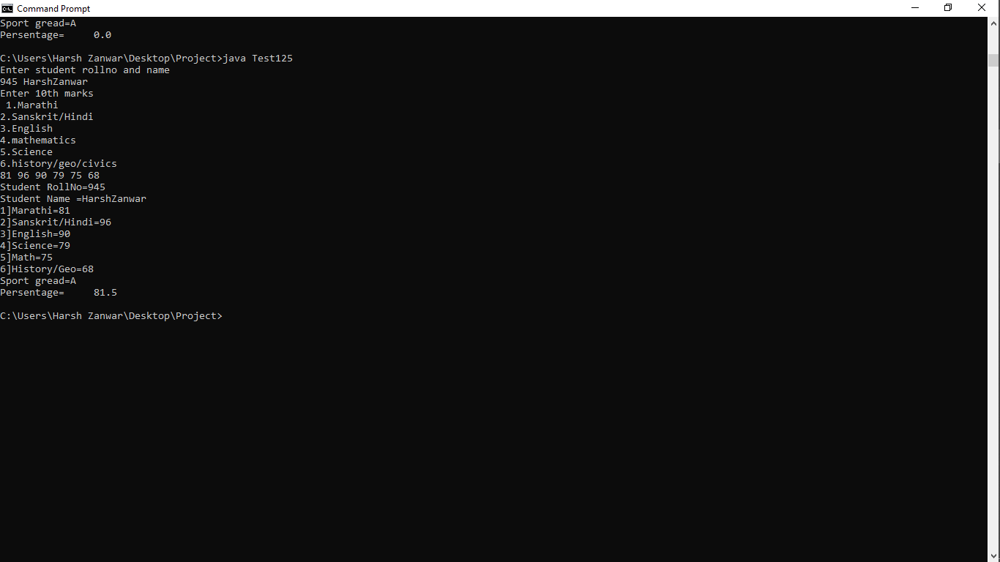 Command Prompt
Sport gread=A
Persentage=     0.0
C:\Users\Harsh Zanwar\Desktop\Project>java Test125
Enter student rollno and name
945 HarshZanwar
Enter 10th marks
 1.Marathi
2.Sanskrit/Hindi
3.English
4.mathematics
5.Science
6.history/geo/civics
81 96 90 79 75 68
Student RollNo=945
Student Name =HarshZanwar
1]Marathi=81
2]Sanskrit/Hindi=96
3]English=90
4]Science=79
5]Math=75
6]History/Geo=68
Sport gread=A
Persentage=     81.5
C:\Users\Harsh Zanwar\Desktop\Project>